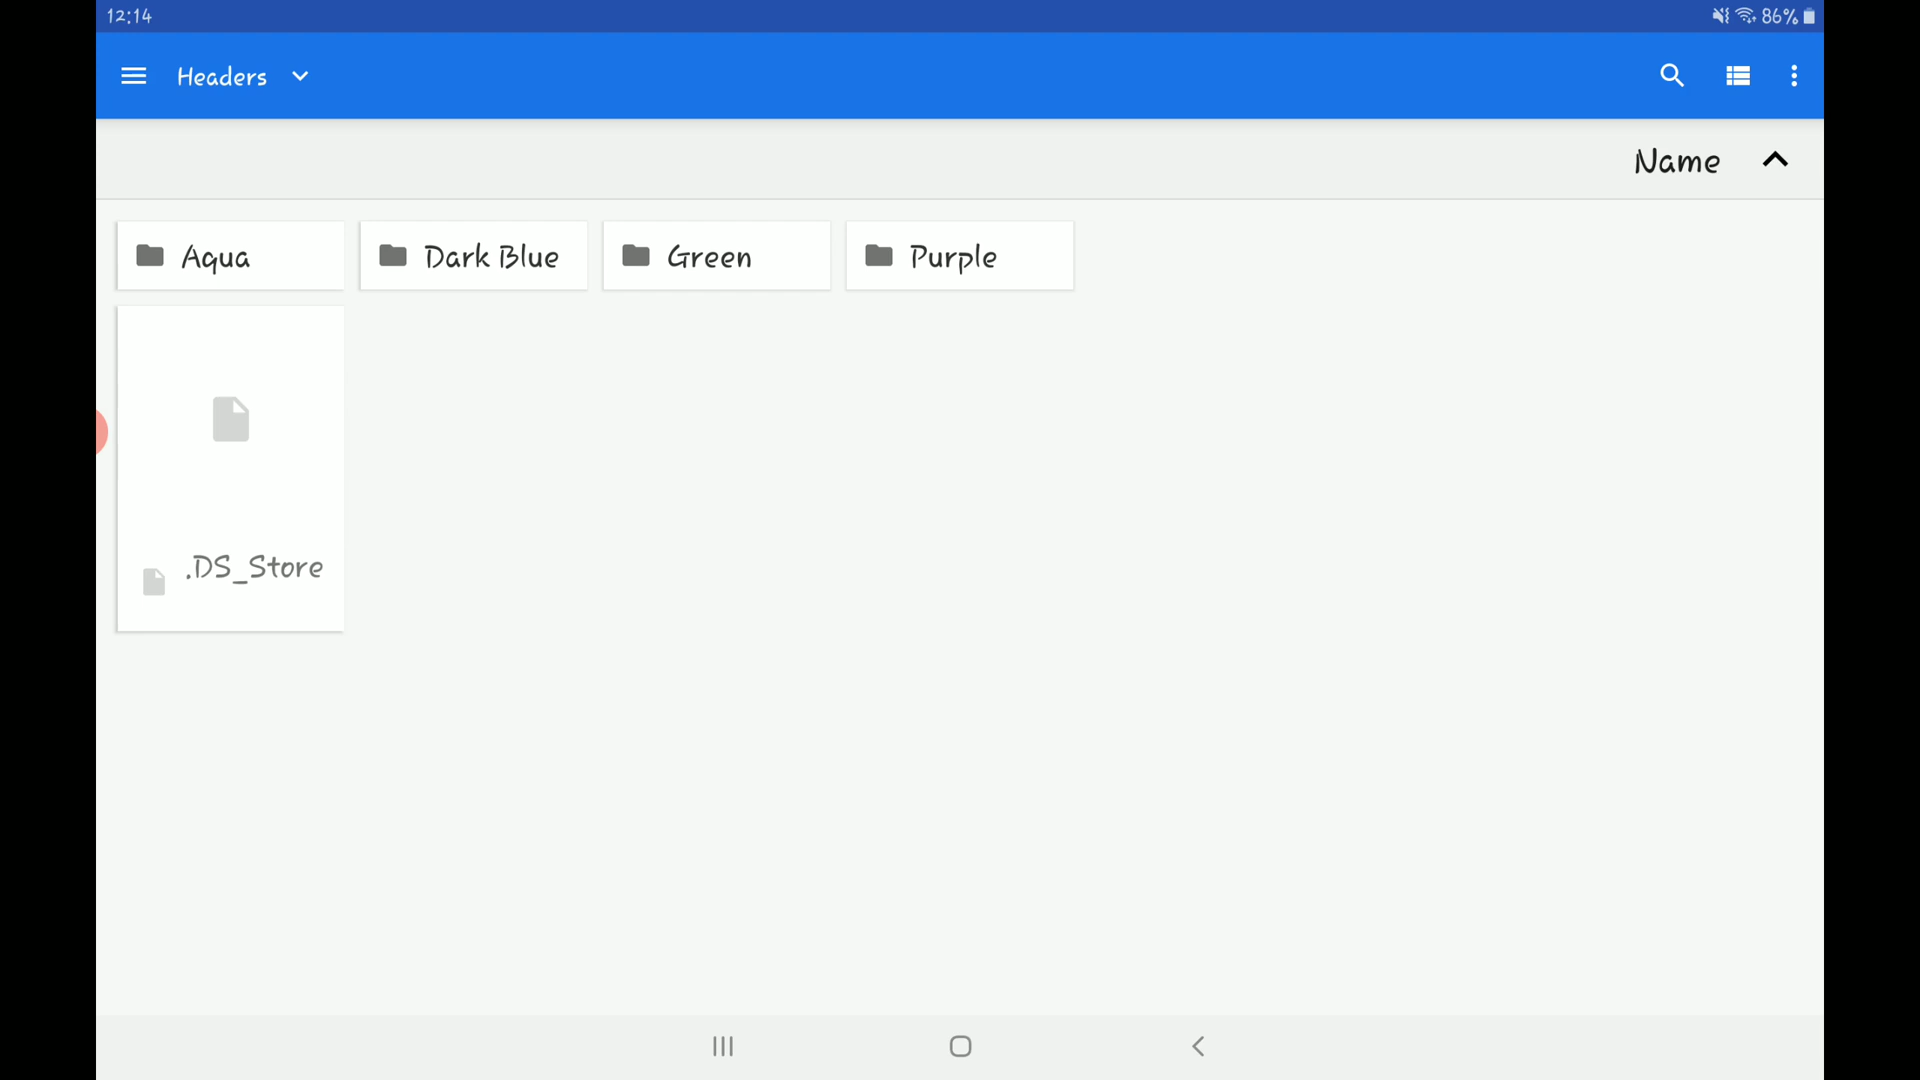 12:14
86%
Headers
Name
Aqua
Dark Blue
Green
Purple
.DS_Store